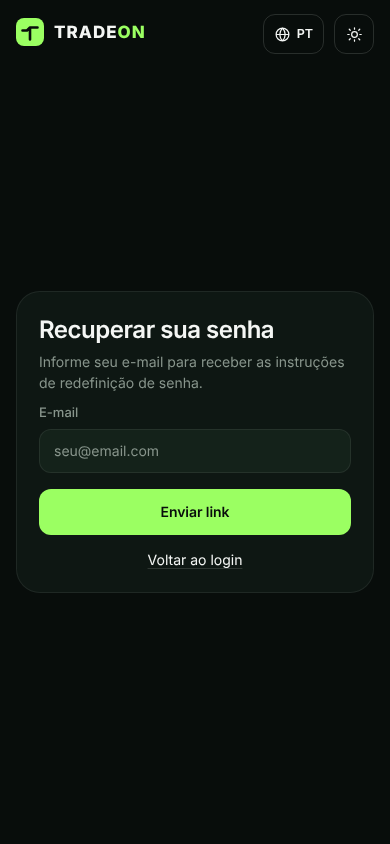 TRADEON
PT
Recuperar sua senha
Informe seu e-mail para receber as instruções
de redefinição de senha.
E-mail
seu@email.com
Enviar link
Voltar ao login